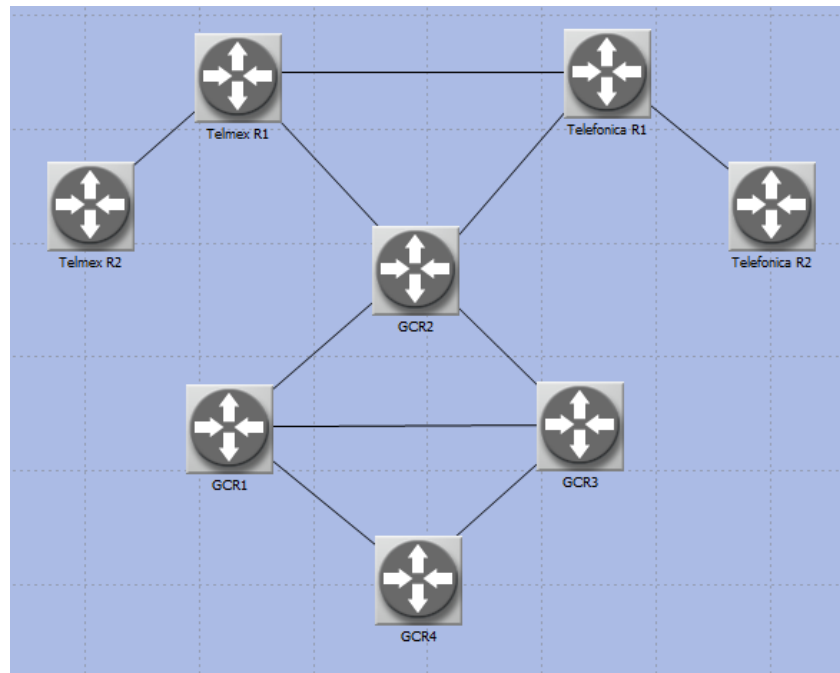 Telmex R1
Telefonica R1
Telmex R2
Telefonica R2
GCR2
GCR1
GCR3
GCR4